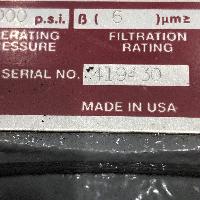 000 p.s.i. β ( 6 )µm≥
ERATING FILTRATION
ESSURE RATING
SERIAL NO. 419430
MADE IN USA